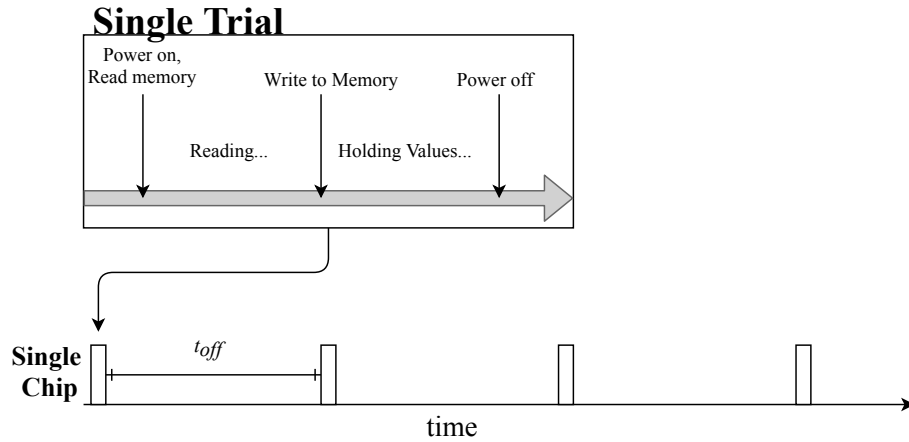 Single Trial
Power on,
Read memory
Write to Memory
Power off
Reading...
Holding Values...
toff
Single
Chip
time